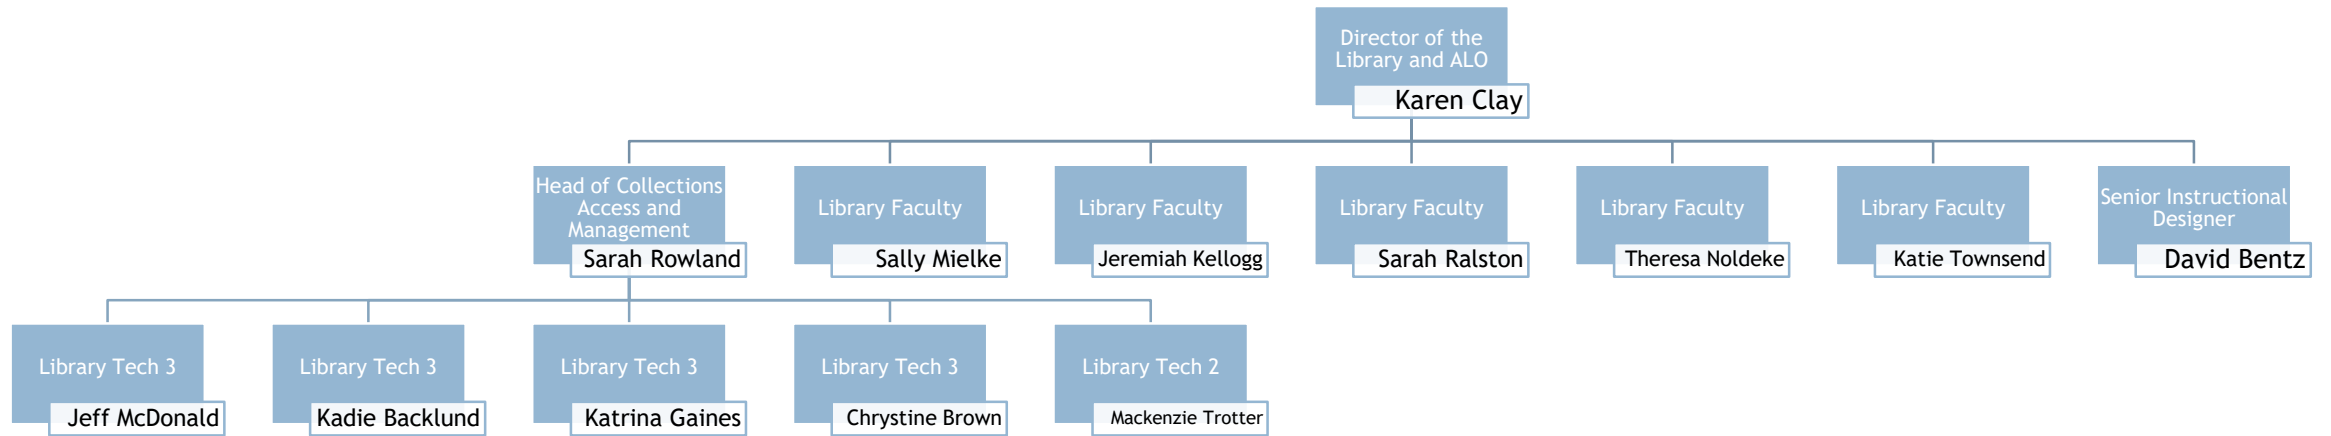 Director of the
Library and ALO
Karen Clay
Head of Collections
Access and
Management
Sarah Rowland
Library Faculty
Sally Mielke
Library Faculty
Jeremiah Kellogg
Library Faculty
Sarah Ralston
Library Faculty
Theresa Noldeke
Library Faculty
Katie Townsend
Senior Instructional
Designer
David Bentz
Library Tech 3
Jeff McDonald
Library Tech 3
Kadie Backlund
Library Tech 3
Katrina Gaines
Library Tech 3
Chrystine Brown
Library Tech 2
Mackenzie Trotter